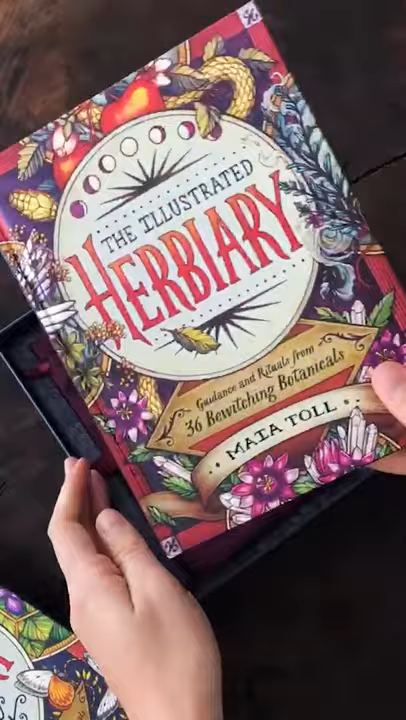 THE ILLUSTRATED
HERBIARY
Guidance and Rituals from
36 Bewitching Botanicals
MAIA TOLL